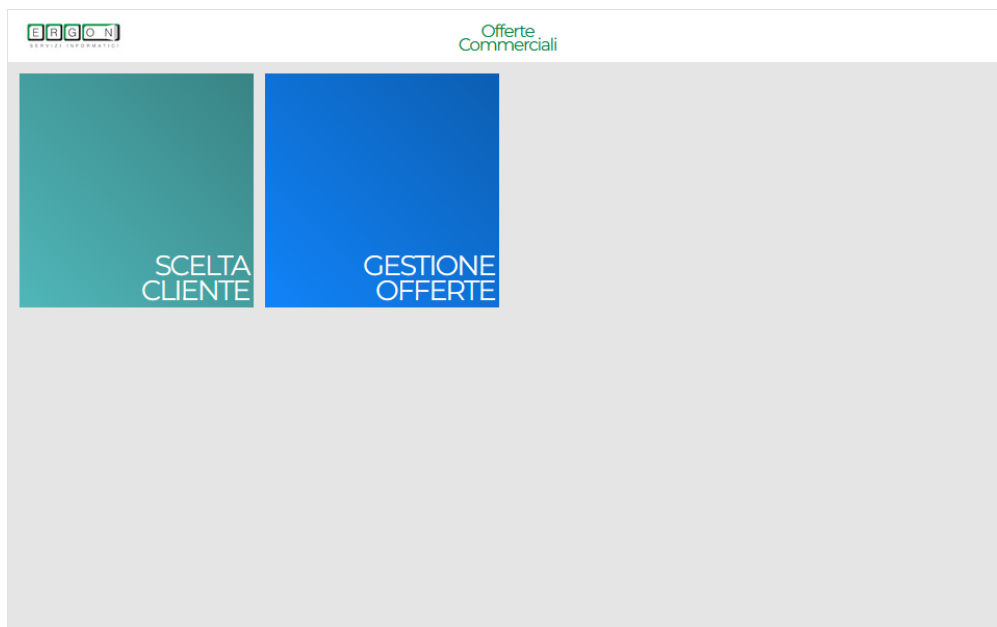 ERGON
SERVIZI INFORMATICI
Offerte
Commerciali
SCELTA
CLIENTE
GESTIONE
OFFERTE